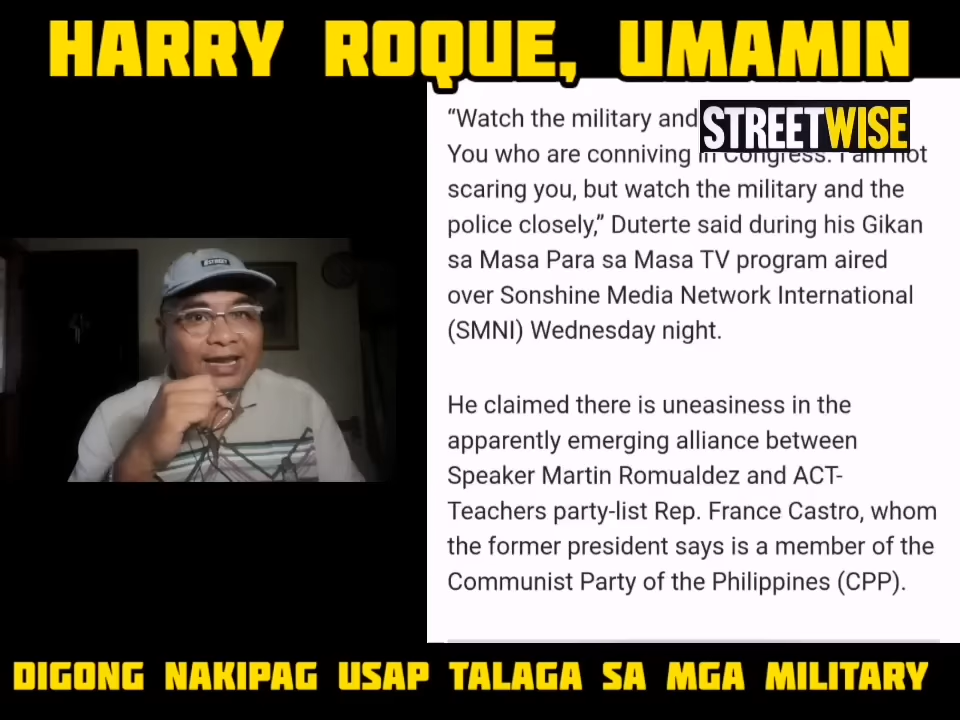 HARRY ROQUE, UMAMIN
STREETWISE
“Watch the military and
You who are conniving in Congress. I am not
scaring you, but watch the military and the
police closely,” Duterte said during his Gikan
sa Masa Para sa Masa TV program aired
over Sonshine Media Network International
(SMNI) Wednesday night.
He claimed there is uneasiness in the
apparently emerging alliance between
Speaker Martin Romualdez and ACT-
Teachers party-list Rep. France Castro, whom
the former president says is a member of the
Communist Party of the Philippines (CPP).
DIGONG NAKIPAG USAP TALAGA SA MGA MILITARY